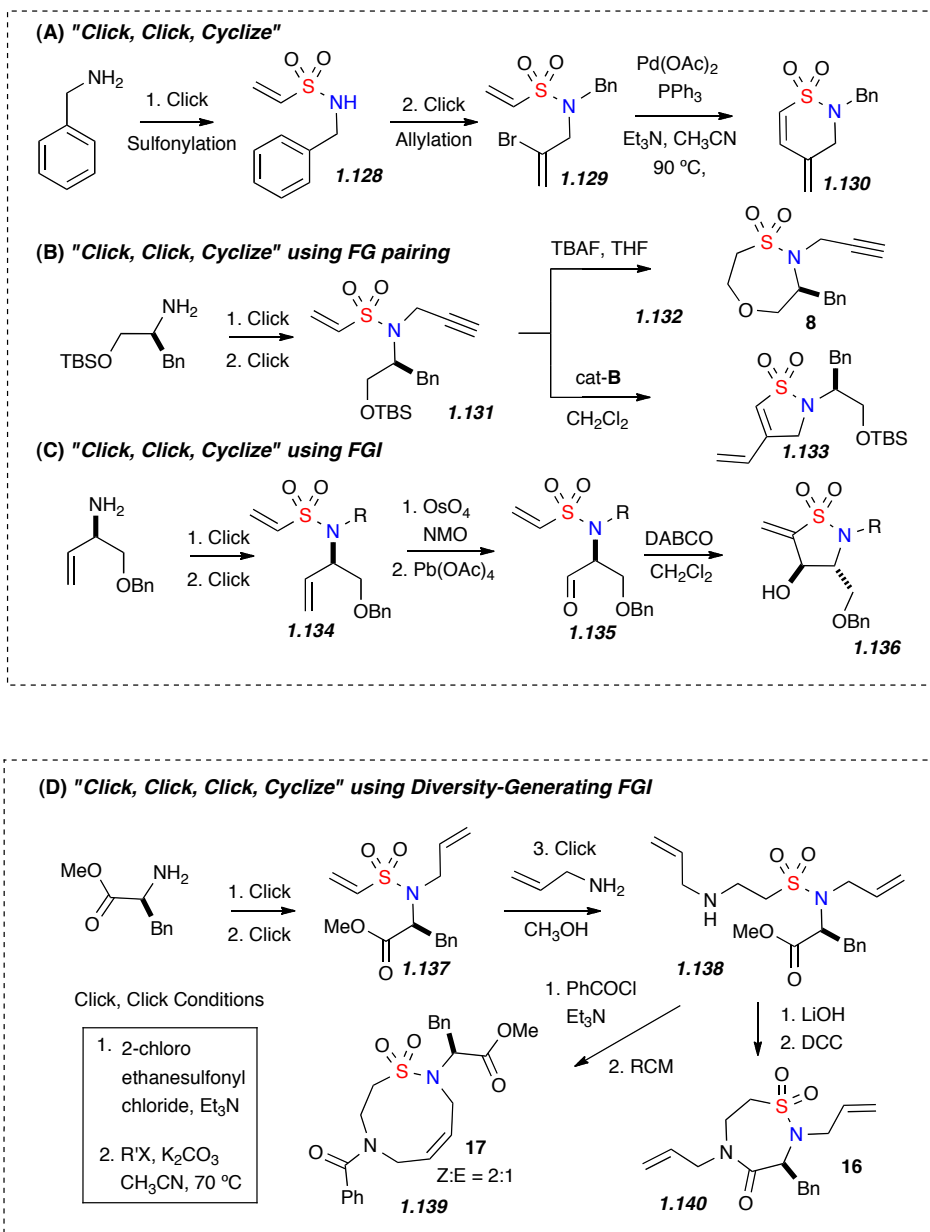 (A) "Click, Click, Cyclize"
NH2
1. Click
Sulfonylation
O O
S
NH
1.128
2. Click
Allylation
O O
S
N
Bn
Br
1.129
Pd(OAc)2
PPh3
Et3N, CH3CN
90 ºC,
O O
S
N
Bn
1.130
(B) "Click, Click, Cyclize" using FG pairing
NH2
TBSO
Bn
1. Click
2. Click
O O
S
N
Bn
OTBS
1.131
TBAF, THF
1.132
O O
S
N
Bn
O
8
cat-B
CH2Cl2
Bn
O O
S
N
OTBS
1.133
(C) "Click, Click, Cyclize" using FGI
NH2
OBn
1. Click
2. Click
O O
S
N
R
OBn
1.134
1. OsO4
NMO
2. Pb(OAc)4
O O
S
N
R
O
OBn
1.135
DABCO
CH2Cl2
O O
S
N
R
HO
OBn
1.136
(D) "Click, Click, Click, Cyclize" using Diversity-Generating FGI
MeO
NH2
O
Bn
1. Click
2. Click
O O
S
N
MeO
Bn
O
1.137
3. Click
NH2
CH3OH
N
H
O O
S
N
MeO
Bn
O
1.138
Click, Click Conditions
1. 2-chloro
ethanesulfonyl
chloride, Et3N
2. R'X, K2CO3
CH3CN, 70 ºC
1. PhCOCl
Et3N
2. RCM
Bn
OMe
O O
S
N
O
N
O
Ph
17
Z:E = 2:1
1.139
1. LiOH
2. DCC
O
S
O
N
N
O
Bn
16
1.140